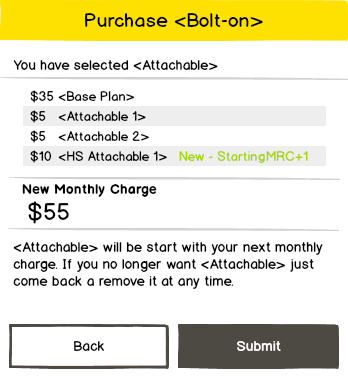 Purchase <Bolt-on>
You have selected <Attachable>
$35 <Base Plan>
$5 <Attachable 1>
$5 <Attachable 2>
$10 <HS Attachable 1> New - StartingMRC+1
New Monthly Charge
$55
<Attachable> will be start with your next monthly
charge. If you no longer want <Attachable> just
come back a remove it at any time.
Back Submit